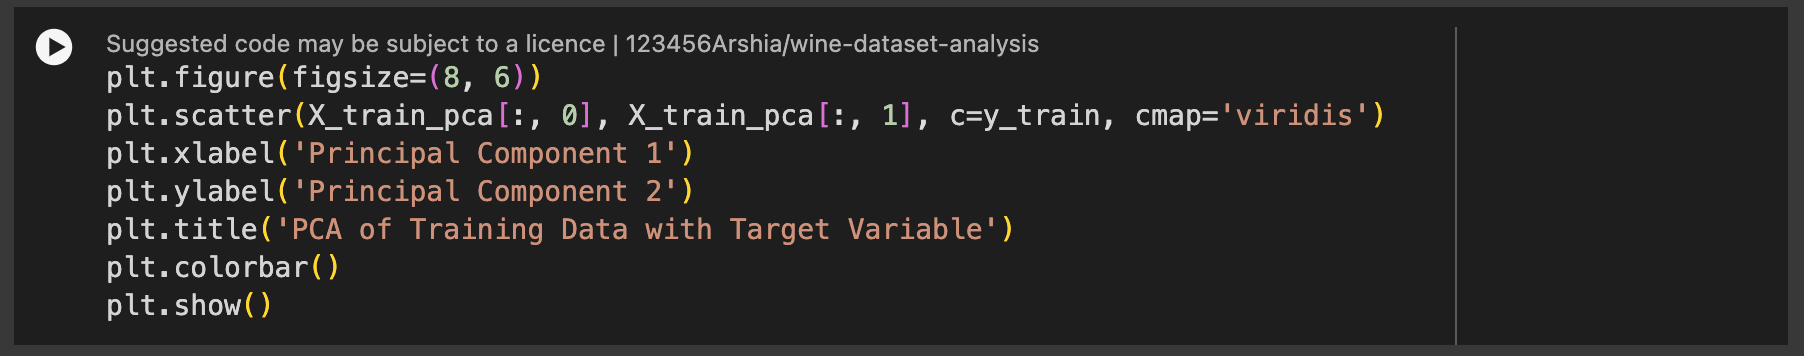 Suggested code may be subject to a licence | 123456Arshia/wine-dataset-analysis
plt.figure(figsize=(8, 6))
plt.scatter(X_train_pca[:, 0], X_train_pca[:, 1], c=y_train, cmap='viridis')
plt.xlabel('Principal Component 1')
plt.ylabel('Principal Component 2')
plt.title('PCA of Training Data with Target Variable')
plt.colorbar()
plt.show()